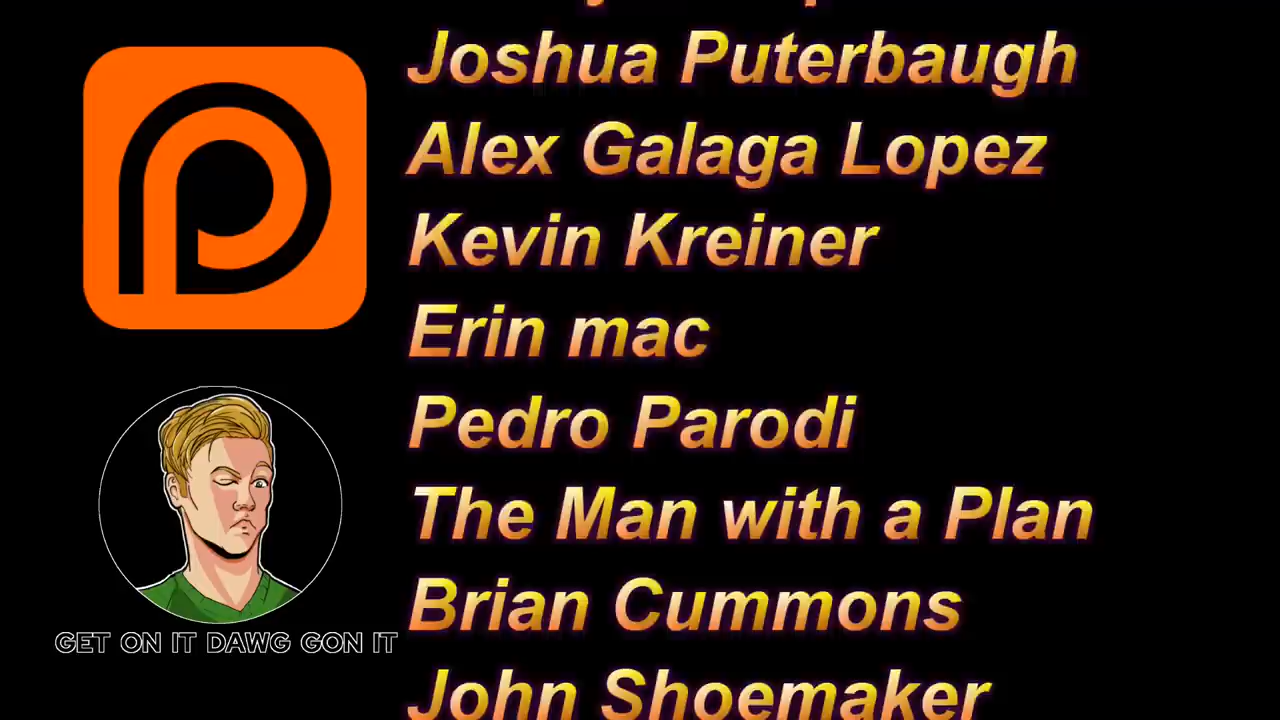 Joshua Puterbaugh
Alex Galaga Lopez
Kevin Kreiner
Erin mac
Pedro Parodi
The Man with a Plan
Brian Cummons
GET ON IT DAWG GON IT
John Shoemaker